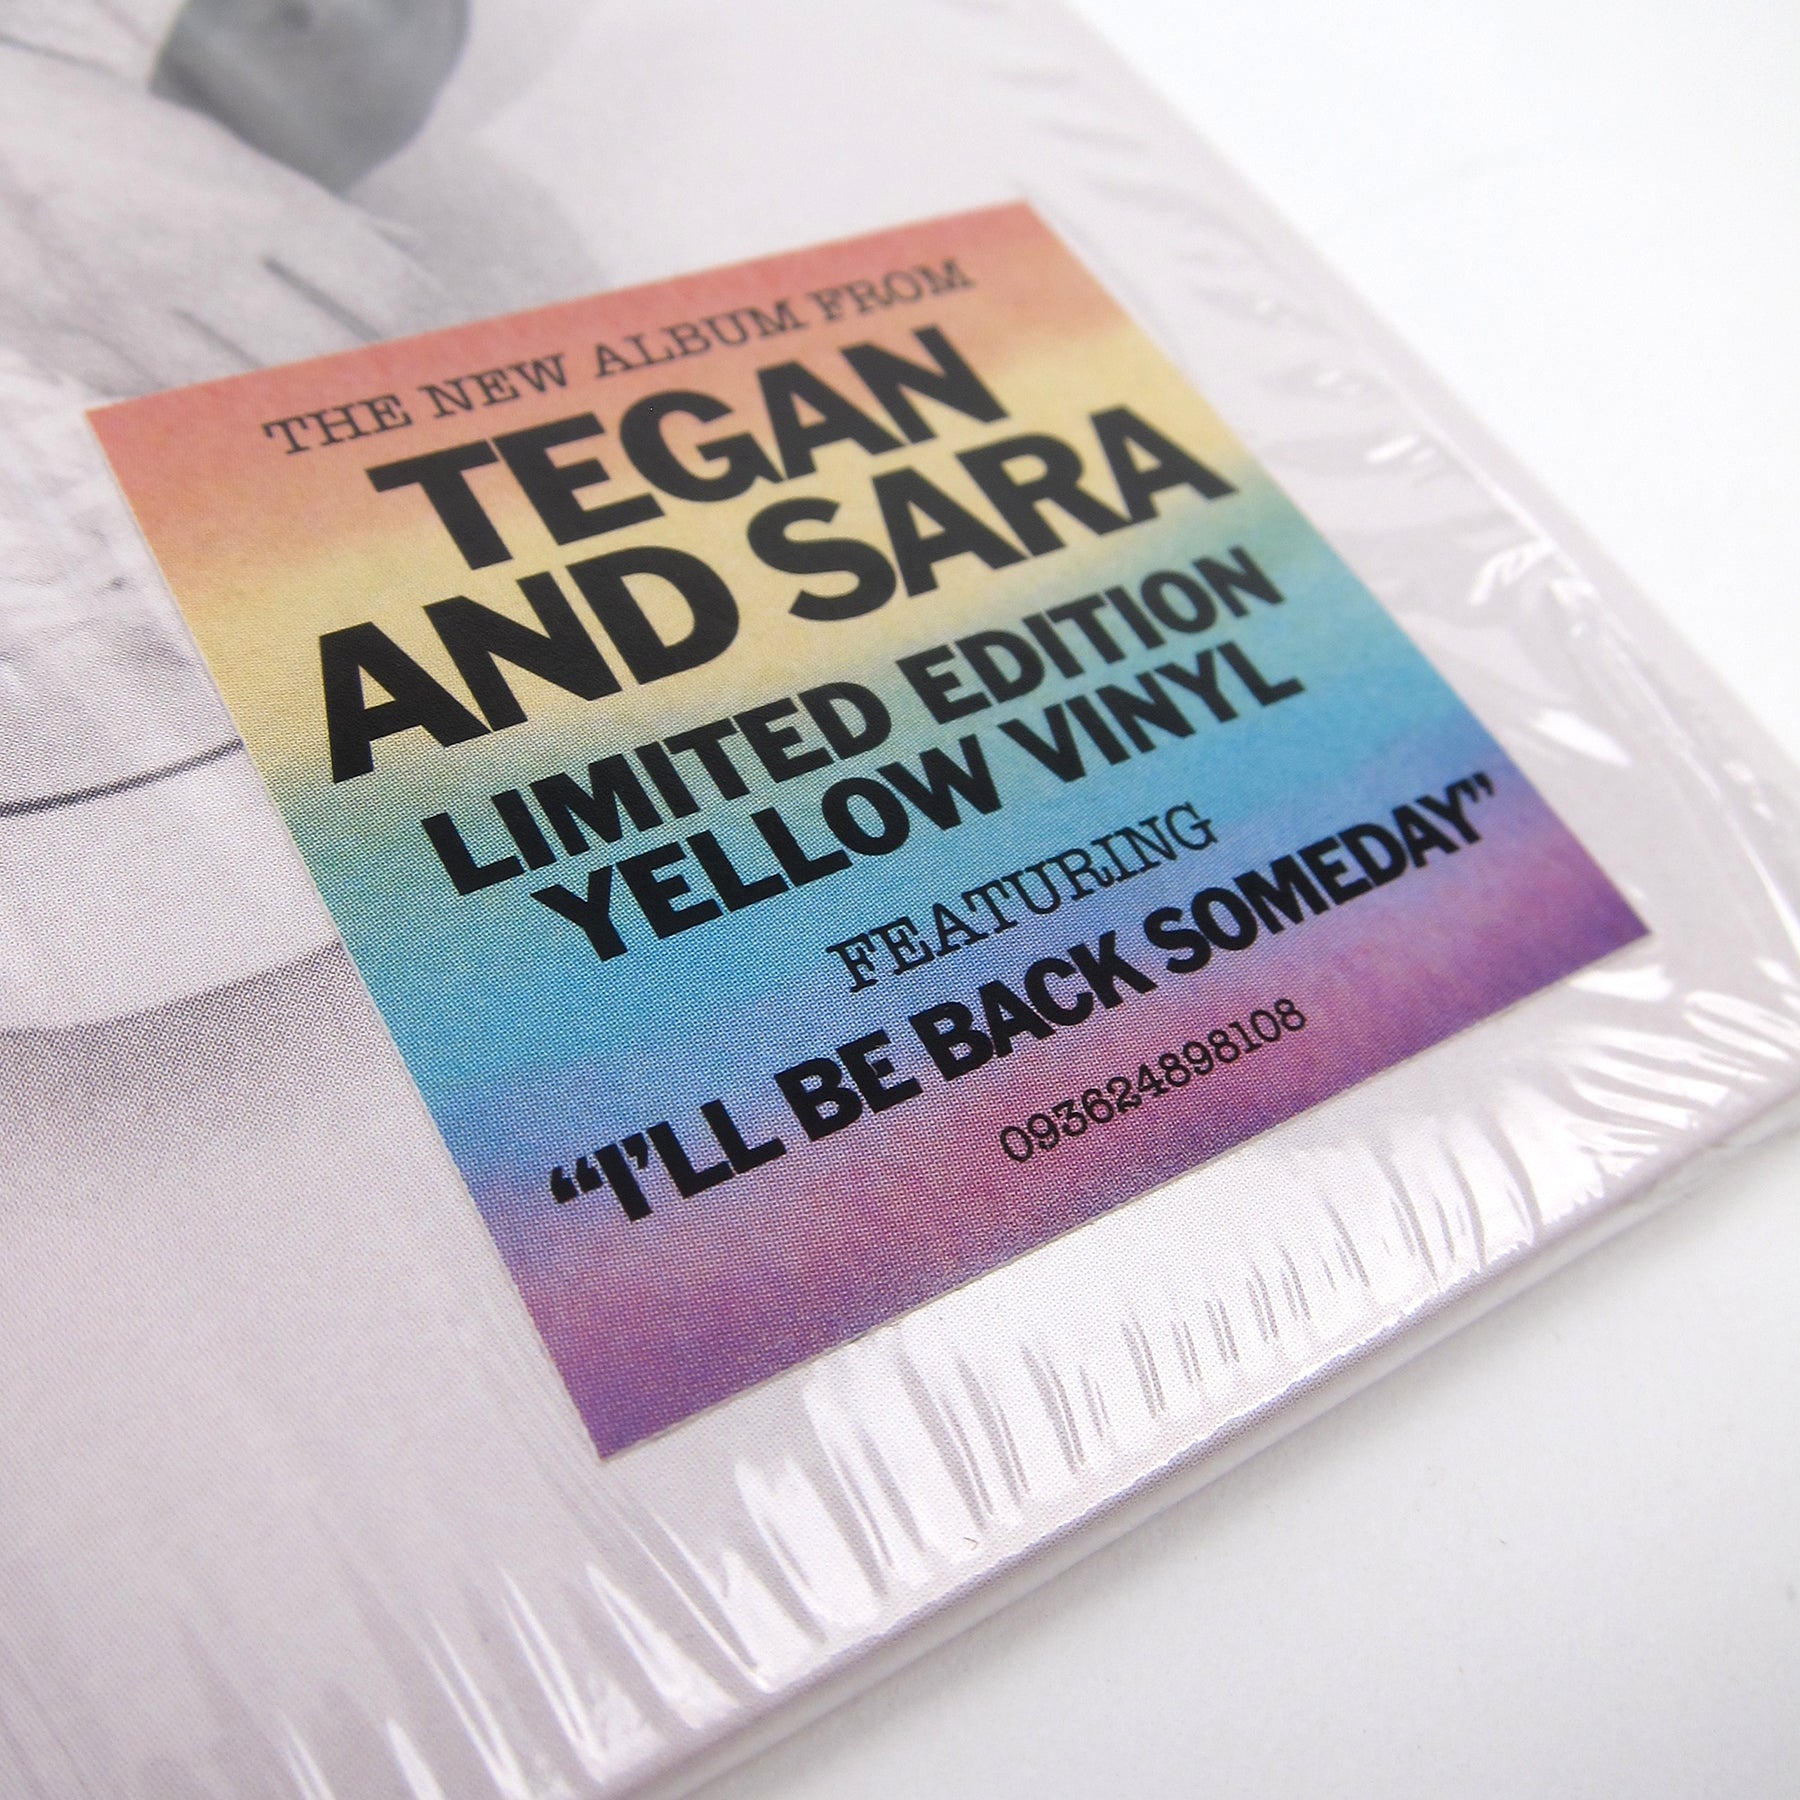 THE NEW ALBUM FROM
TEGAN
AND SARA
LIMITED EDITION
YELLOW VINYL
FEATURING
“I’LL BE BACK SOMEDAY”
093624898108